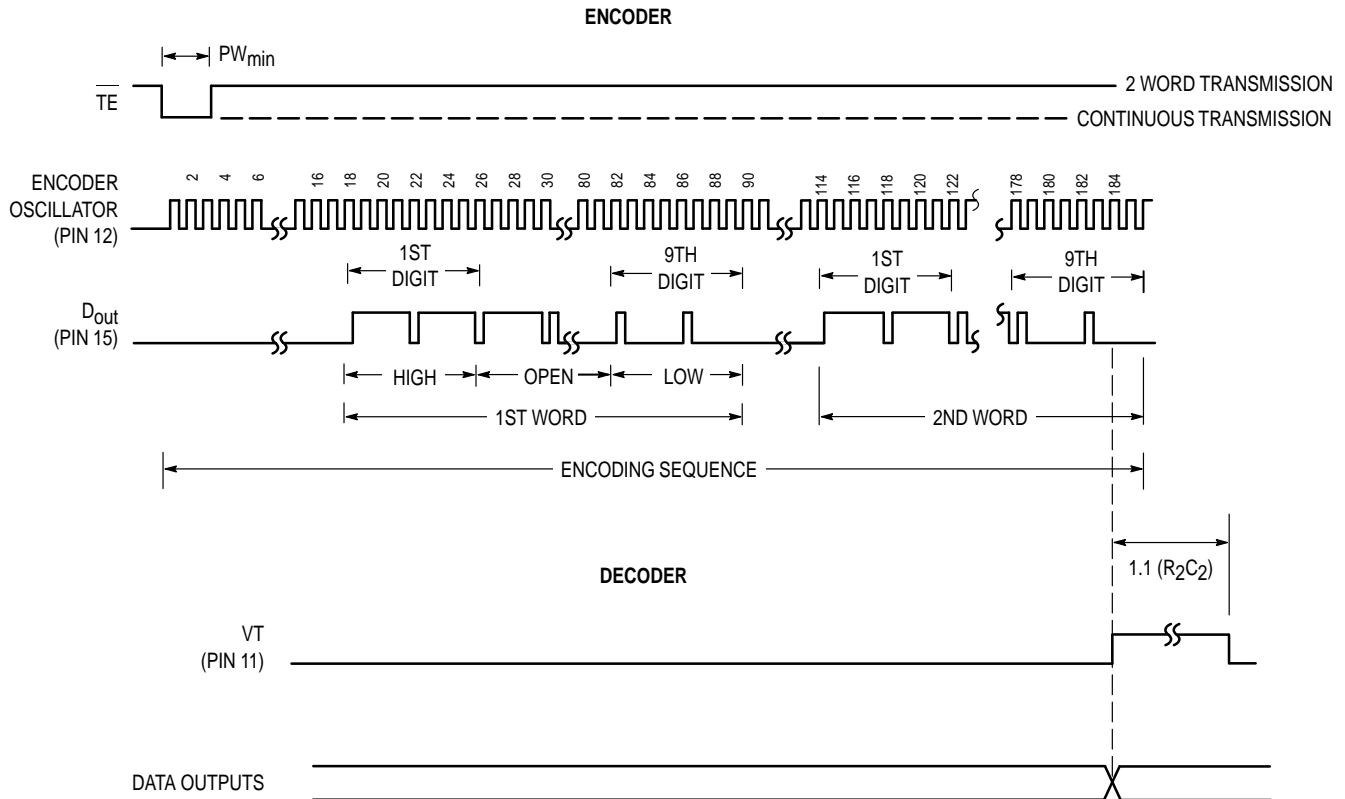 ENCODER
PWmin
TE
2 WORD TRANSMISSION
CONTINUOUS TRANSMISSION
ENCODER
OSCILLATOR
(PIN 12)
2 4 6 16 18 20 22 24 26 28 30 80 82 84 86 88 90 114 116 118 120 122 178 180 182 184
1ST
DIGIT
9TH
DIGIT
1ST
DIGIT
9TH
DIGIT
Dout
(PIN 15)
HIGH
OPEN
LOW
1ST WORD
2ND WORD
ENCODING SEQUENCE
1.1 (R2C2)
DECODER
VT
(PIN 11)
DATA OUTPUTS